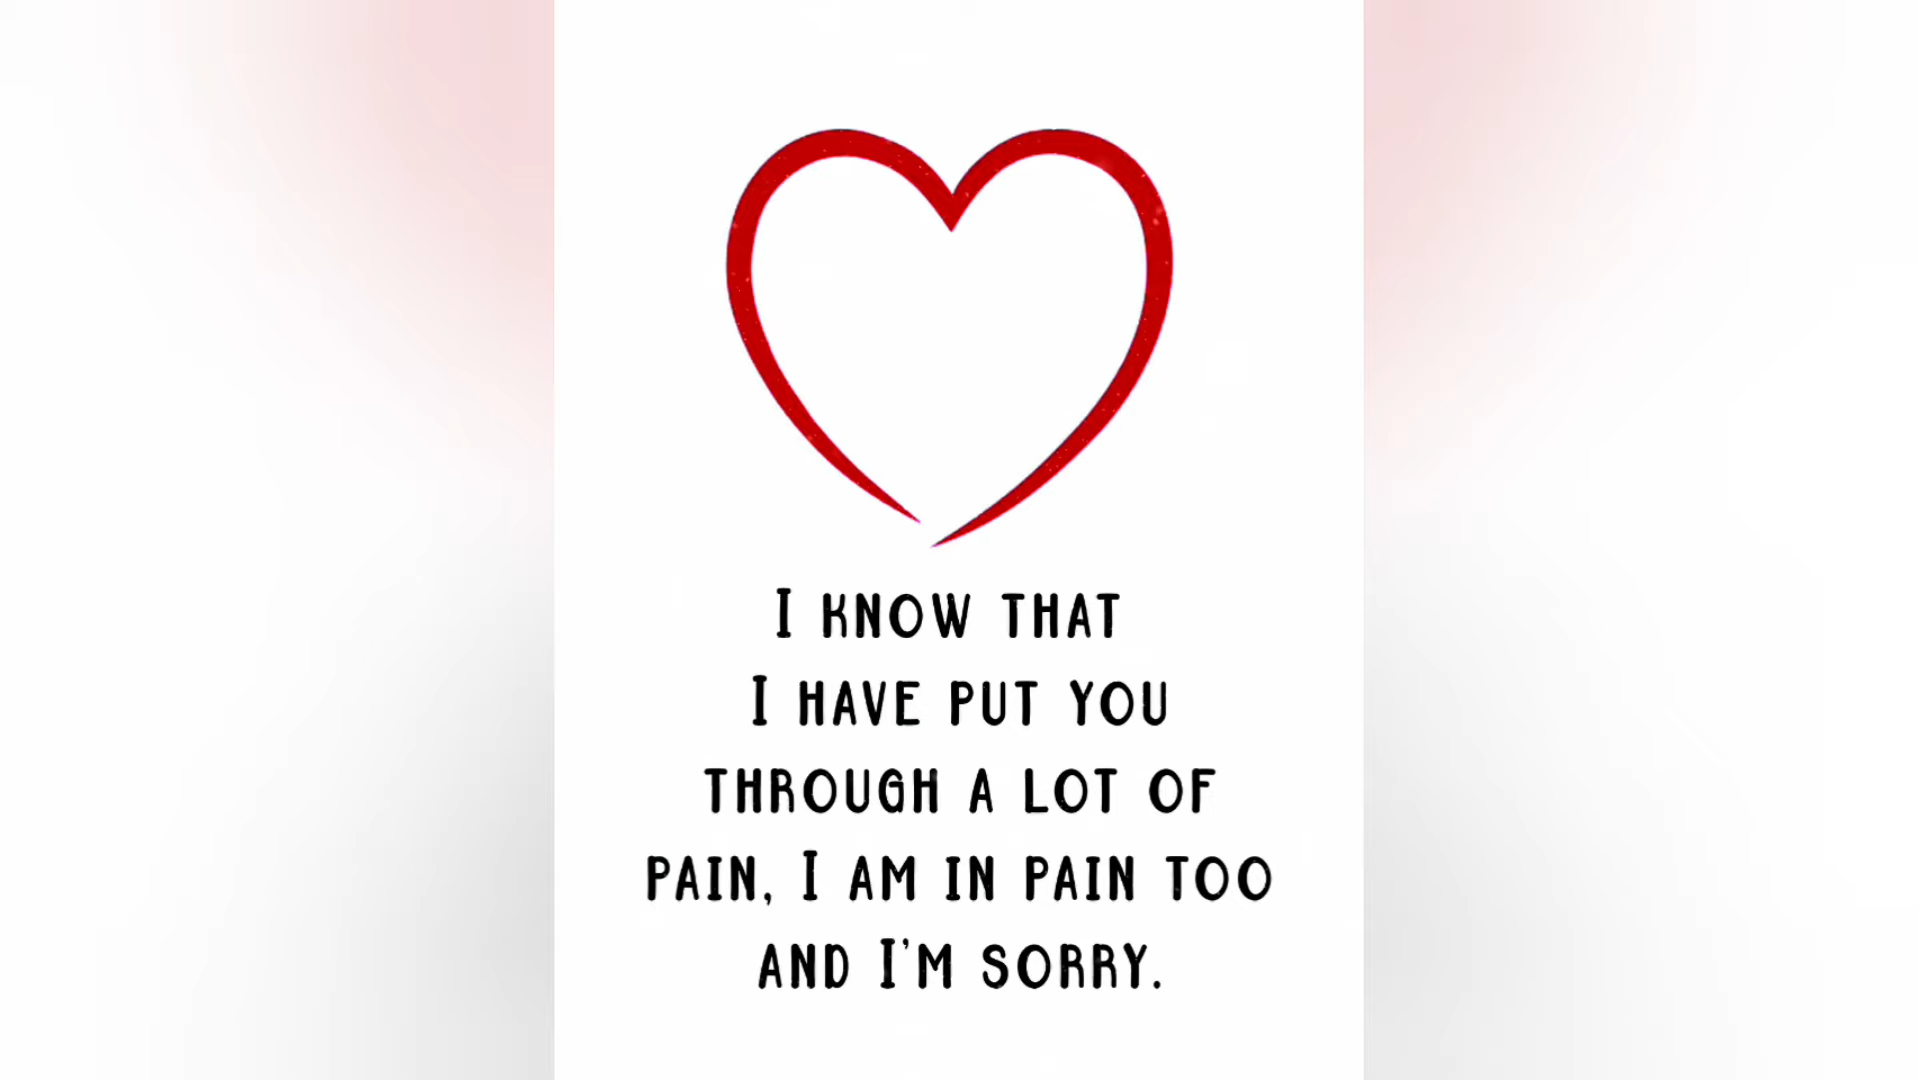 I KNOW THAT
I HAVE PUT YOU
THROUGH A LOT OF
PAIN, I AM IN PAIN TOO
AND I'M SORRY.